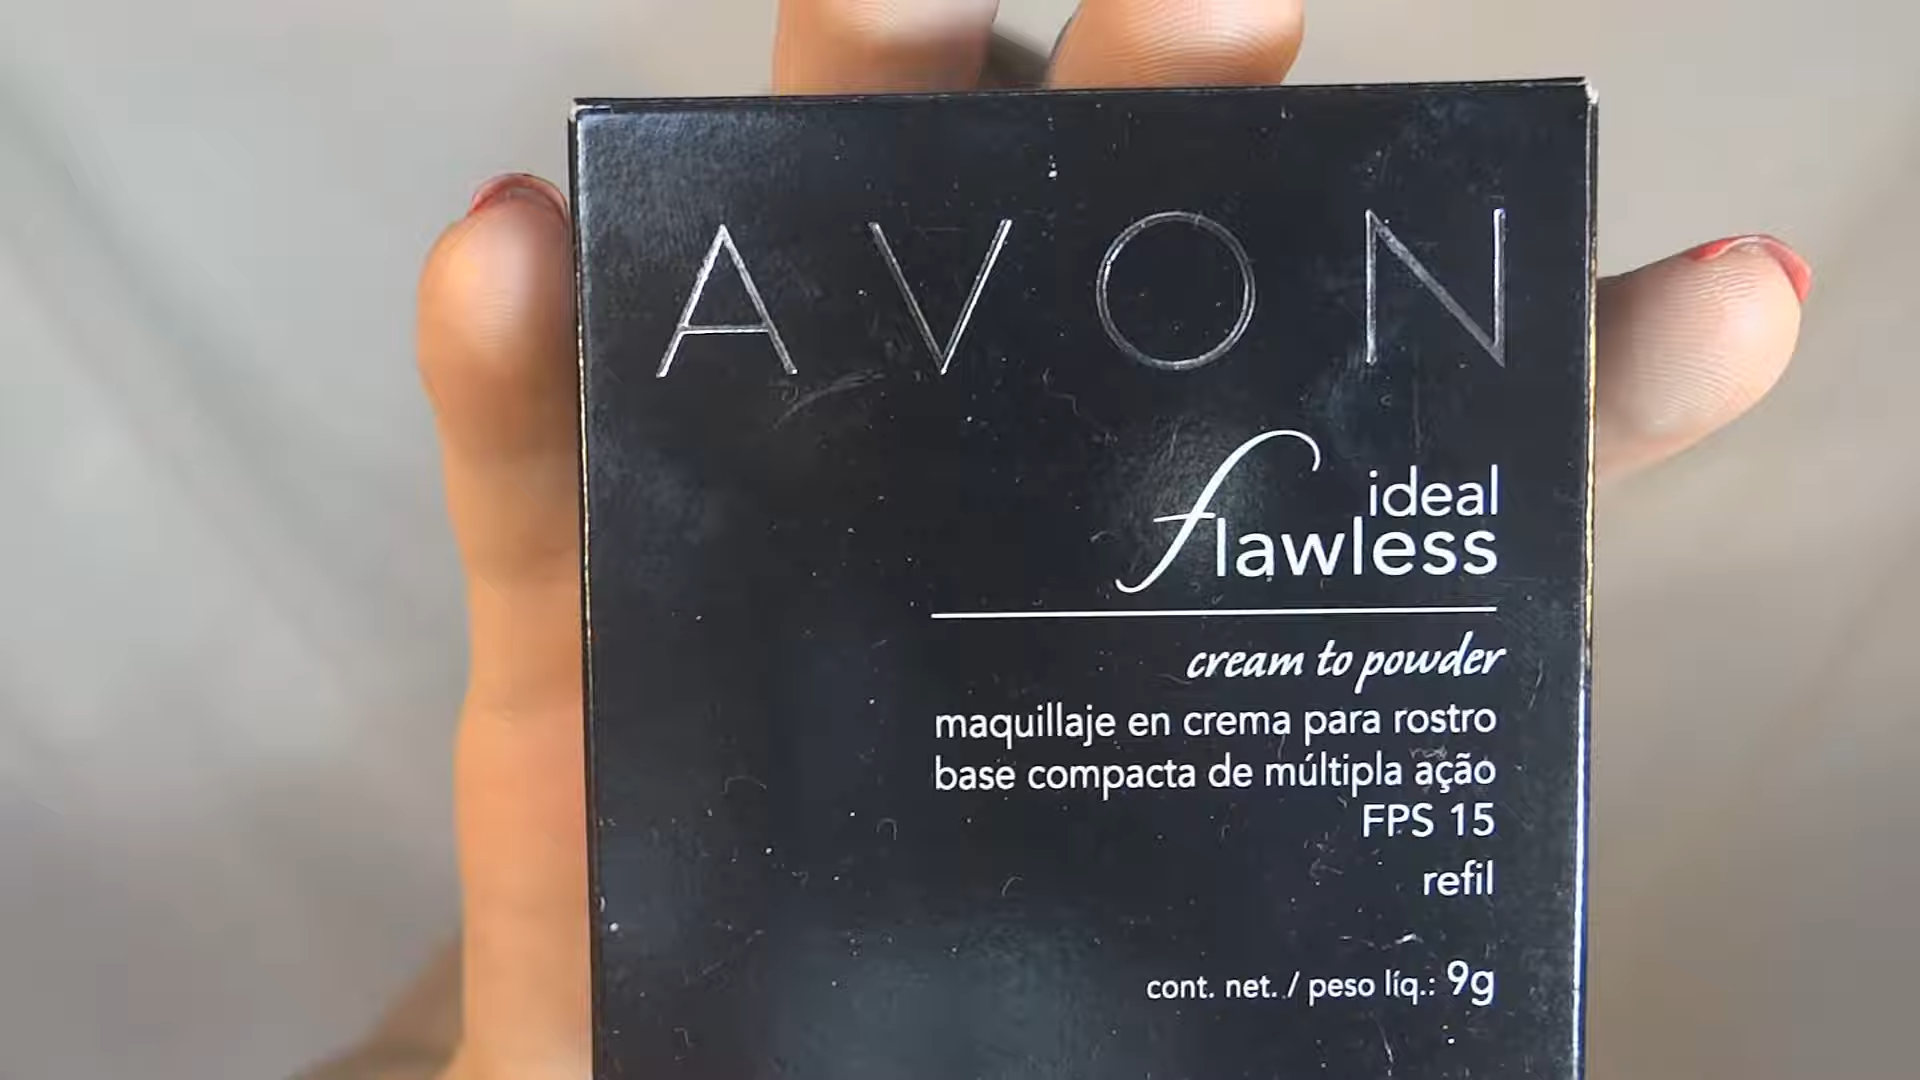 AVON
ideal
flawless
cream to powder
maquillaje en crema para rostro
base compacta de múltipla ação
FPS 15
refil
cont. net. / peso líq.: 9g